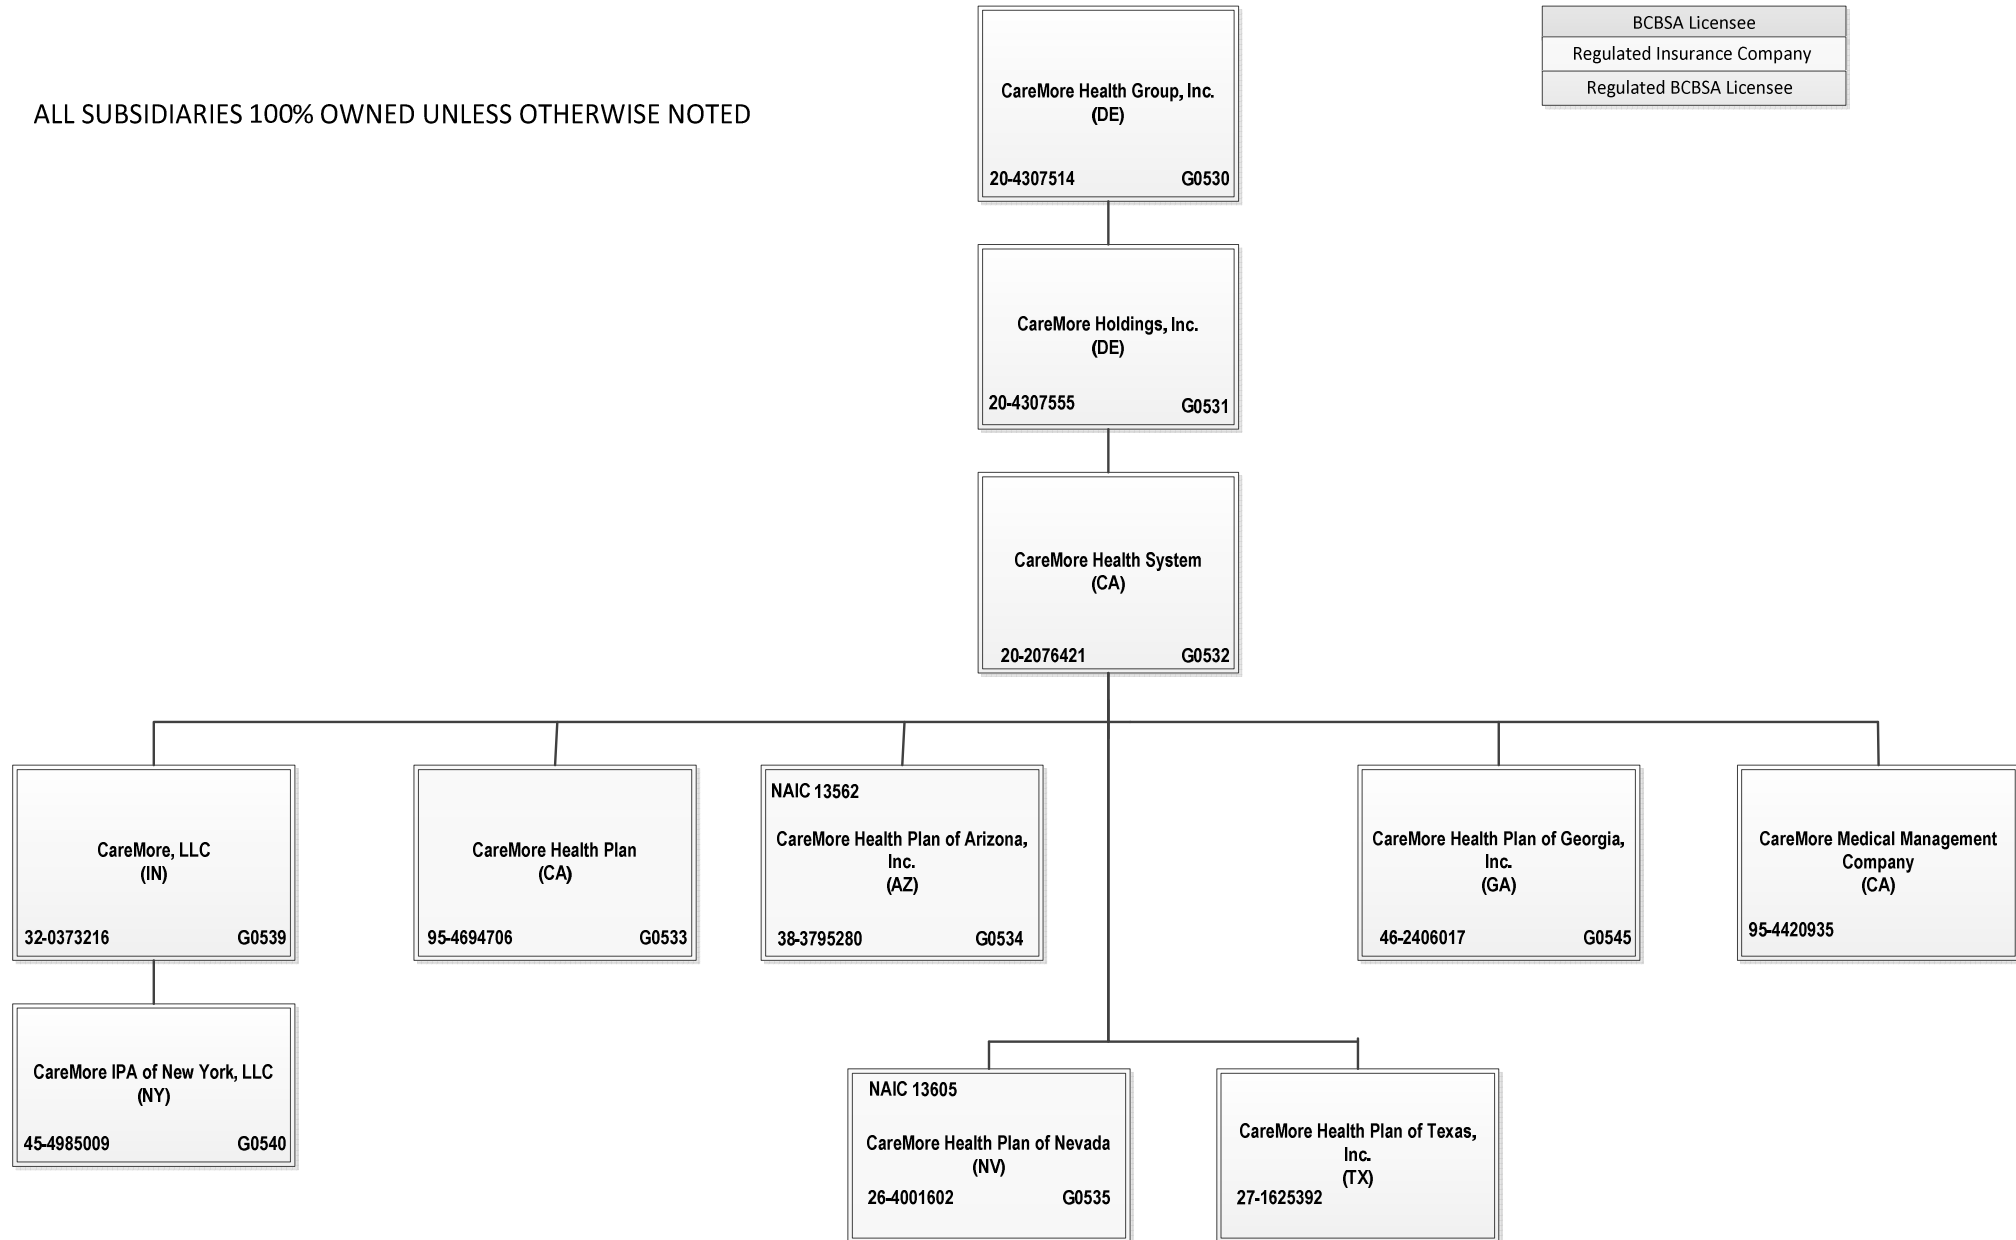 BCBSA Licensee
Regulated Insurance Company
Regulated BCBSA Licensee
ALL SUBSIDIARIES 100% OWNED UNLESS OTHERWISE NOTED
CareMore Health Group, Inc.
(DE)
20-4307514 G0530
CareMore Holdings, Inc.
(DE)
20-4307555 G0531
CareMore Health System
(CA)
20-2076421 G0532
CareMore, LLC
(IN)
32-0373216 G0539
CareMore Health Plan
(CA)
95-4694706 G0533
NAIC 13562
CareMore Health Plan of Arizona,
Inc.
(AZ)
38-3795280 G0534
CareMore Health Plan of Georgia,
Inc.
(GA)
46-2406017 G0545
CareMore Medical Management
Company
(CA)
95-4420935
CareMore IPA of New York, LLC
(NY)
45-4985009 G0540
NAIC 13605
CareMore Health Plan of Nevada
(NV)
26-4001602 G0535
CareMore Health Plan of Texas,
Inc.
(TX)
27-1625392